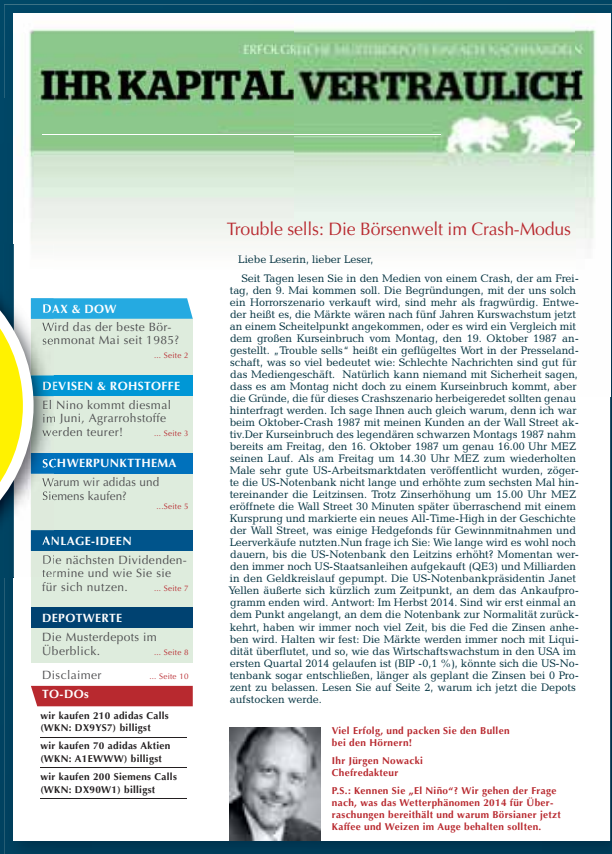 ERFOLGREICHE MUSTERDEPOTS EINFACH NACHHANDELN
IHR KAPITAL VERTRAULICH
Trouble sells: Die Börsenwelt im Crash-Modus
Liebe Leserin, lieber Leser,
Seit Tagen lesen Sie in den Medien von einem Crash, der am Frei-
tag, den 9. Mai kommen soll. Die Begründungen, mit der uns solch
ein Horrorszenario verkauft wird, sind mehr als fragwürdig. Entwe-
der heißt es, die Märkte wären nach fünf Jahren Kurswachstum jetzt
an einem Scheitelpunkt angekommen, oder es wird ein Vergleich mit
dem großen Kurseinbruch vom Montag, den 19. Oktober 1987 an-
gestellt. „Trouble sells“ heißt ein geflügeltes Wort in der Presseland-
schaft, was so viel bedeutet wie: Schlechte Nachrichten sind gut für
das Mediengeschäft. Natürlich kann niemand mit Sicherheit sagen,
dass es am Montag nicht doch zu einem Kurseinbruch kommt, aber
die Gründe, die für dieses Crashszenario herbeigeredet sollten genau
hinterfragt werden. Ich sage Ihnen auch gleich warum, denn ich war
beim Oktober-Crash 1987 mit meinen Kunden an der Wall Street ak-
tiv.Der Kurseinbruch des legendären schwarzen Montags 1987 nahm
bereits am Freitag, den 16. Oktober 1987 um genau 16.00 Uhr MEZ
seinen Lauf. Als am Freitag um 14.30 Uhr MEZ zum wiederholten
Male sehr gute US-Arbeitsmarktdaten veröffentlicht wurden, zöger-
te die US-Notenbank nicht lange und erhöhte zum sechsten Mal hin-
tereinander die Leitzinsen. Trotz Zinserhöhung um 15.00 Uhr MEZ
eröffnete die Wall Street 30 Minuten später überraschend mit einem
Kursprung und markierte ein neues All-Time-High in der Geschichte
der Wall Street, was einige Hedgefonds für Gewinnmitnahmen und
Leerverkäufe nutzten.Nun frage ich Sie: Wie lange wird es wohl noch
dauern, bis die US-Notenbank den Leitzins erhöht? Momentan wer-
den immer noch US-Staatsanliehen aufgekauft (QE3) und Milliarden
in den Geldkreislauf gepumpt. Die US-Notenbankpräsidentin Janet
Yellen äußerte sich kürzlich zum Zeitpunkt, an dem das Ankaufpro-
gramm enden wird. Antwort: Im Herbst 2014. Sind wir erst einmal an
dem Punkt angelangt, an dem die Notenbank zur Normalität zurück-
kehrt, haben wir immer noch viel Zeit, bis die Fed die Zinsen anhe-
ben wird. Halten wir fest: Die Märkte werden immer noch mit Liqui-
dität überflutet, und so, wie das Wirtschaftswachstum in den USA im
ersten Quartal 2014 gelaufen ist (BIP -0,1 %), könnte sich die US-No-
tenbank sogar entschließen, länger als geplant die Zinsen bei 0 Pro-
zent zu belassen. Lesen Sie auf Seite 2, warum ich jetzt die Depots
aufstocken werde.
DAX & DOW
Wird das der beste Bör-
senmonat Mai seit 1985?
... Seite 2
DEVISEN & ROHSTOFFE
El Nino kommt diesmal
im Juni, Agrarrohstoffe
werden teurer! ... Seite 3
SCHWERPUNKTTHEMA
Warum wir adidas und
Siemens kaufen?
...Seite 5
ANLAGE-IDEEN
Die nächsten Dividenden-
termine und wie Sie sie
für sich nutzen. ... Seite 7
DEPOTWERTE
Die Musterdepots im
Überblick. ... Seite 8
Disclaimer ... Seite 10
TO-DOs
wir kaufen 210 adidas Calls
(WKN: DX9YS7) billigst
wir kaufen 70 adidas Aktien
(WKN: A1EWWW) billigst
wir kaufen 200 Siemens Calls
(WKN: DX90W1) billigst
Viel Erfolg, und packen Sie den Bullen
bei den Hörnern!
Ihr Jürgen Nowacki
Chefredakteur
P.S.: Kennen Sie „El Niño“? Wir gehen der Frage
nach, was das Wetterphänomen 2014 für Über-
raschungen bereithält und warum Börsianer jetzt
Kaffee und Weizen im Auge behalten sollten.